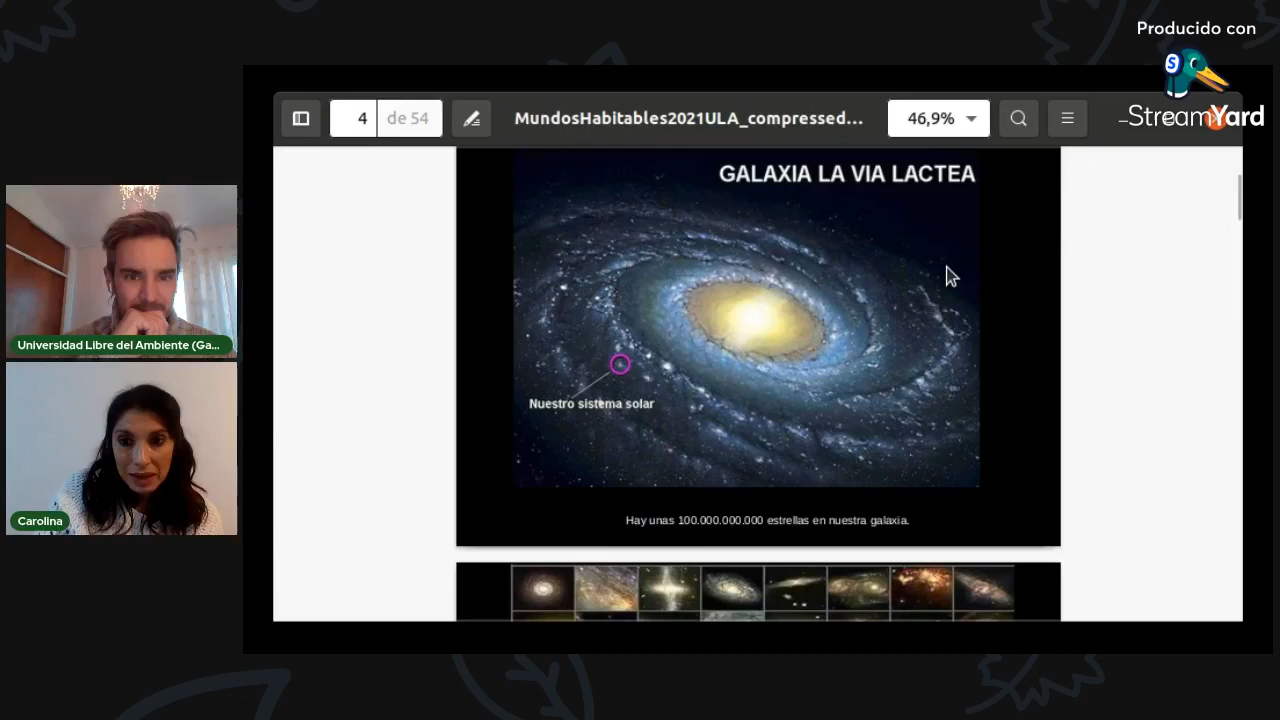 Producido con
StreamYard
4
de 54
MundosHabitables2021ULA_compressed...
46,9%
GALAXIA LA VIA LACTEA
Nuestro sistema solar
Hay unas 100.000.000.000 estrellas en nuestra galaxia.
Universidad Libre del Ambiente (Ga...
Carolina